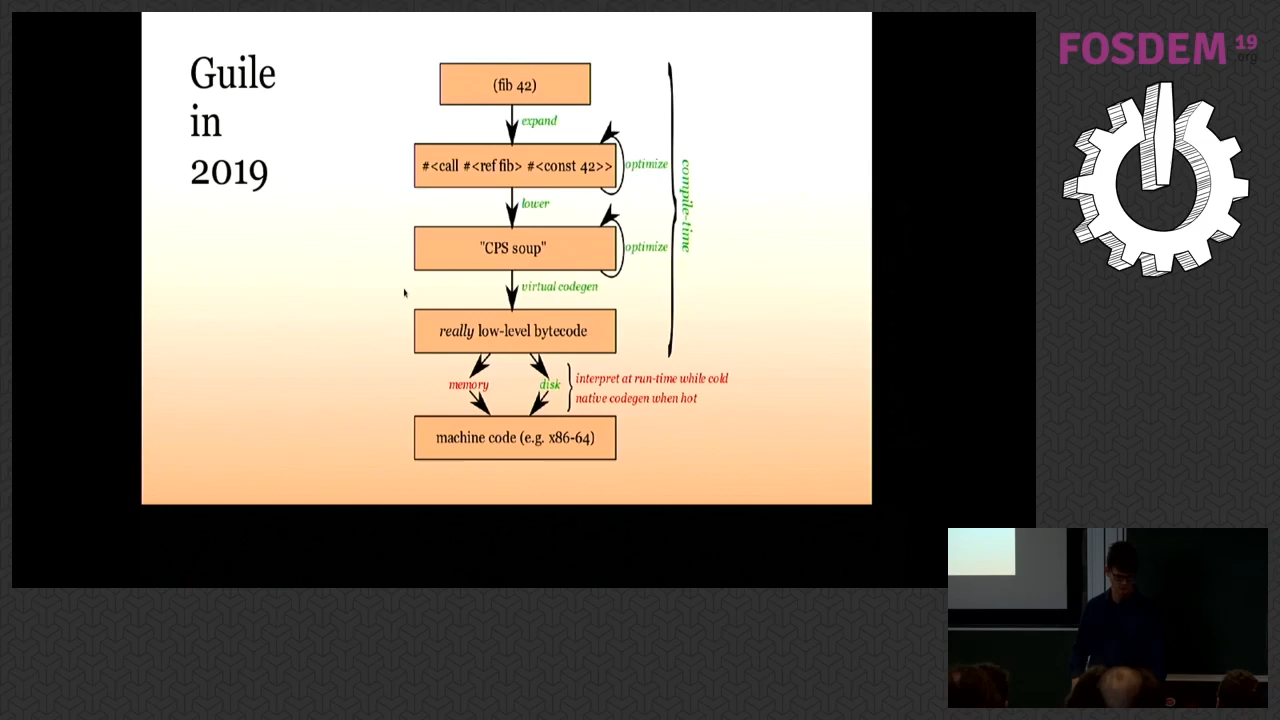 FOSDEM 19
.org
Guile
in
2019
(fib 42)
expand
#<call #<ref fib> #<const 42>>
optimize
lower
"CPS soup"
optimize
virtual codegen
really low-level bytecode
compile-time
memory
disk
interpret at run-time while cold
native codegen when hot
machine code (e.g. x86-64)